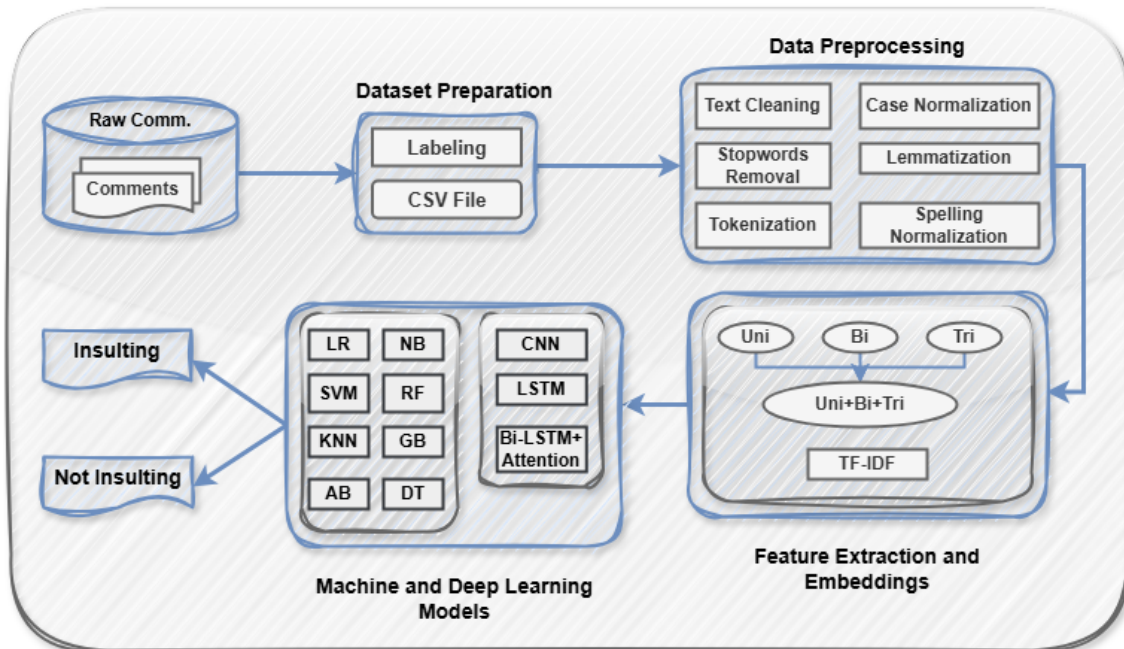 Data Preprocessing
Dataset Preparation
Raw Comm.
Comments
Labeling
CSV File
Text Cleaning
Case Normalization
Stopwords
Removal
Lemmatization
Tokenization
Spelling
Normalization
Uni
Bi
Tri
Uni+Bi+Tri
TF-IDF
Feature Extraction and
Embeddings
LR
NB
SVM
RF
KNN
GB
AB
DT
CNN
LSTM
Bi-LSTM+
Attention
Machine and Deep Learning
Models
Insulting
Not Insulting